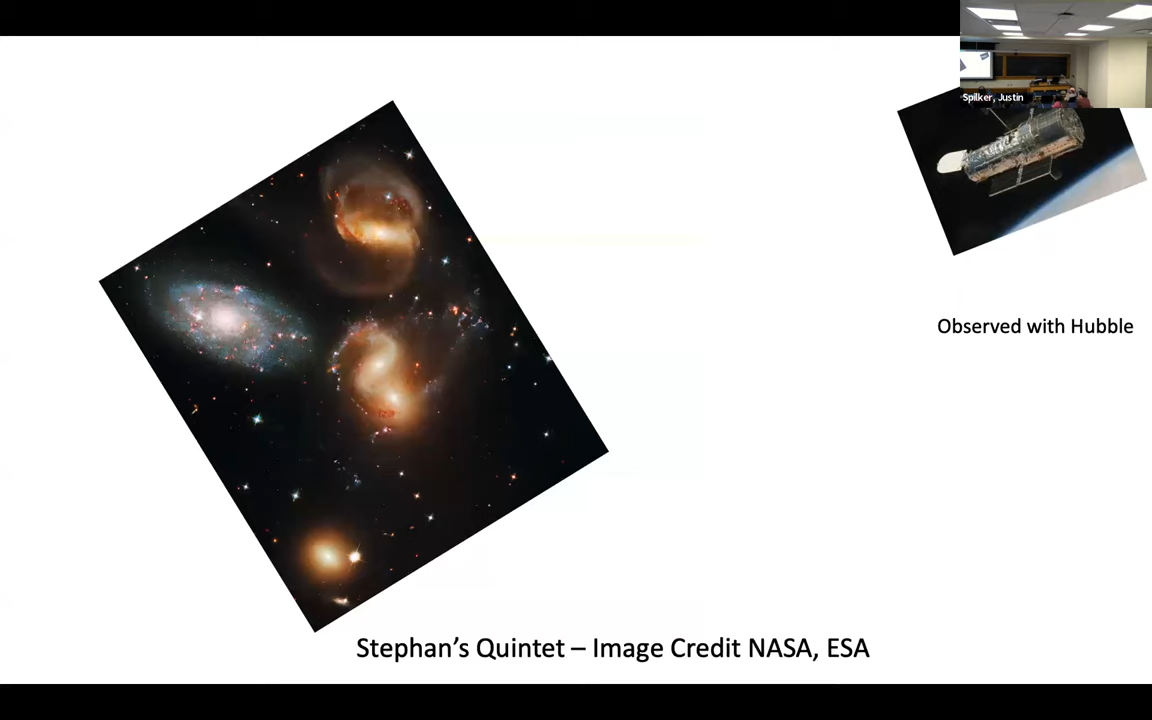 Spilker, Justin
Observed with Hubble
Stephan’s Quintet – Image Credit NASA, ESA